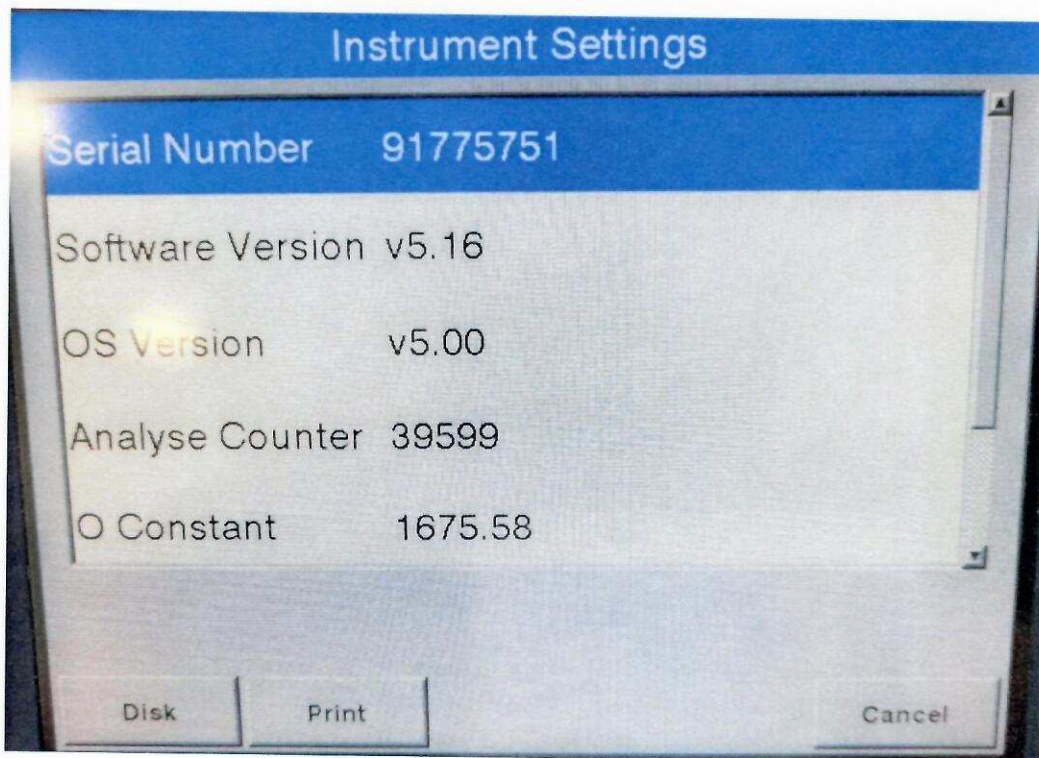 Instrument Settings
Serial Number 91775751
Software Version v5.16
OS Version v5.00
Analyse Counter 39599
O Constant 1675.58
Disk Print Cancel